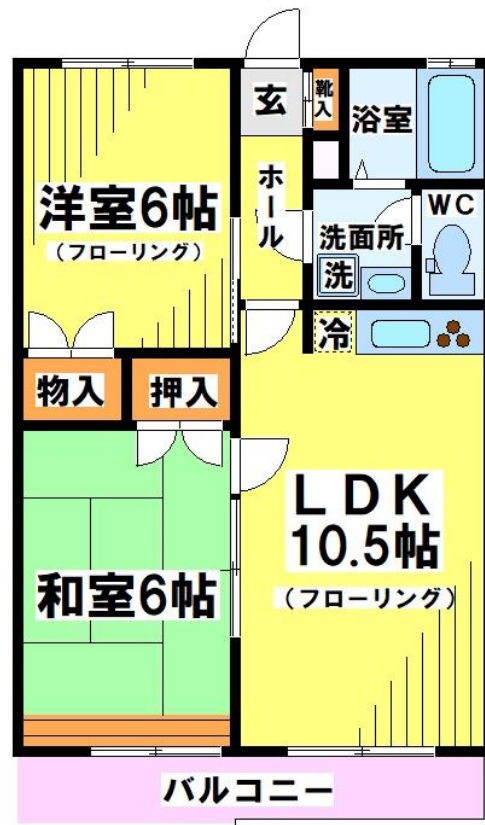 玄
靴入
浴室
洋室6帖
(フローリング)
ホール
WC
洗面所
洗
冷
物入
押入
LDK
10.5帖
(フローリング)
和室6帖
バルコニー